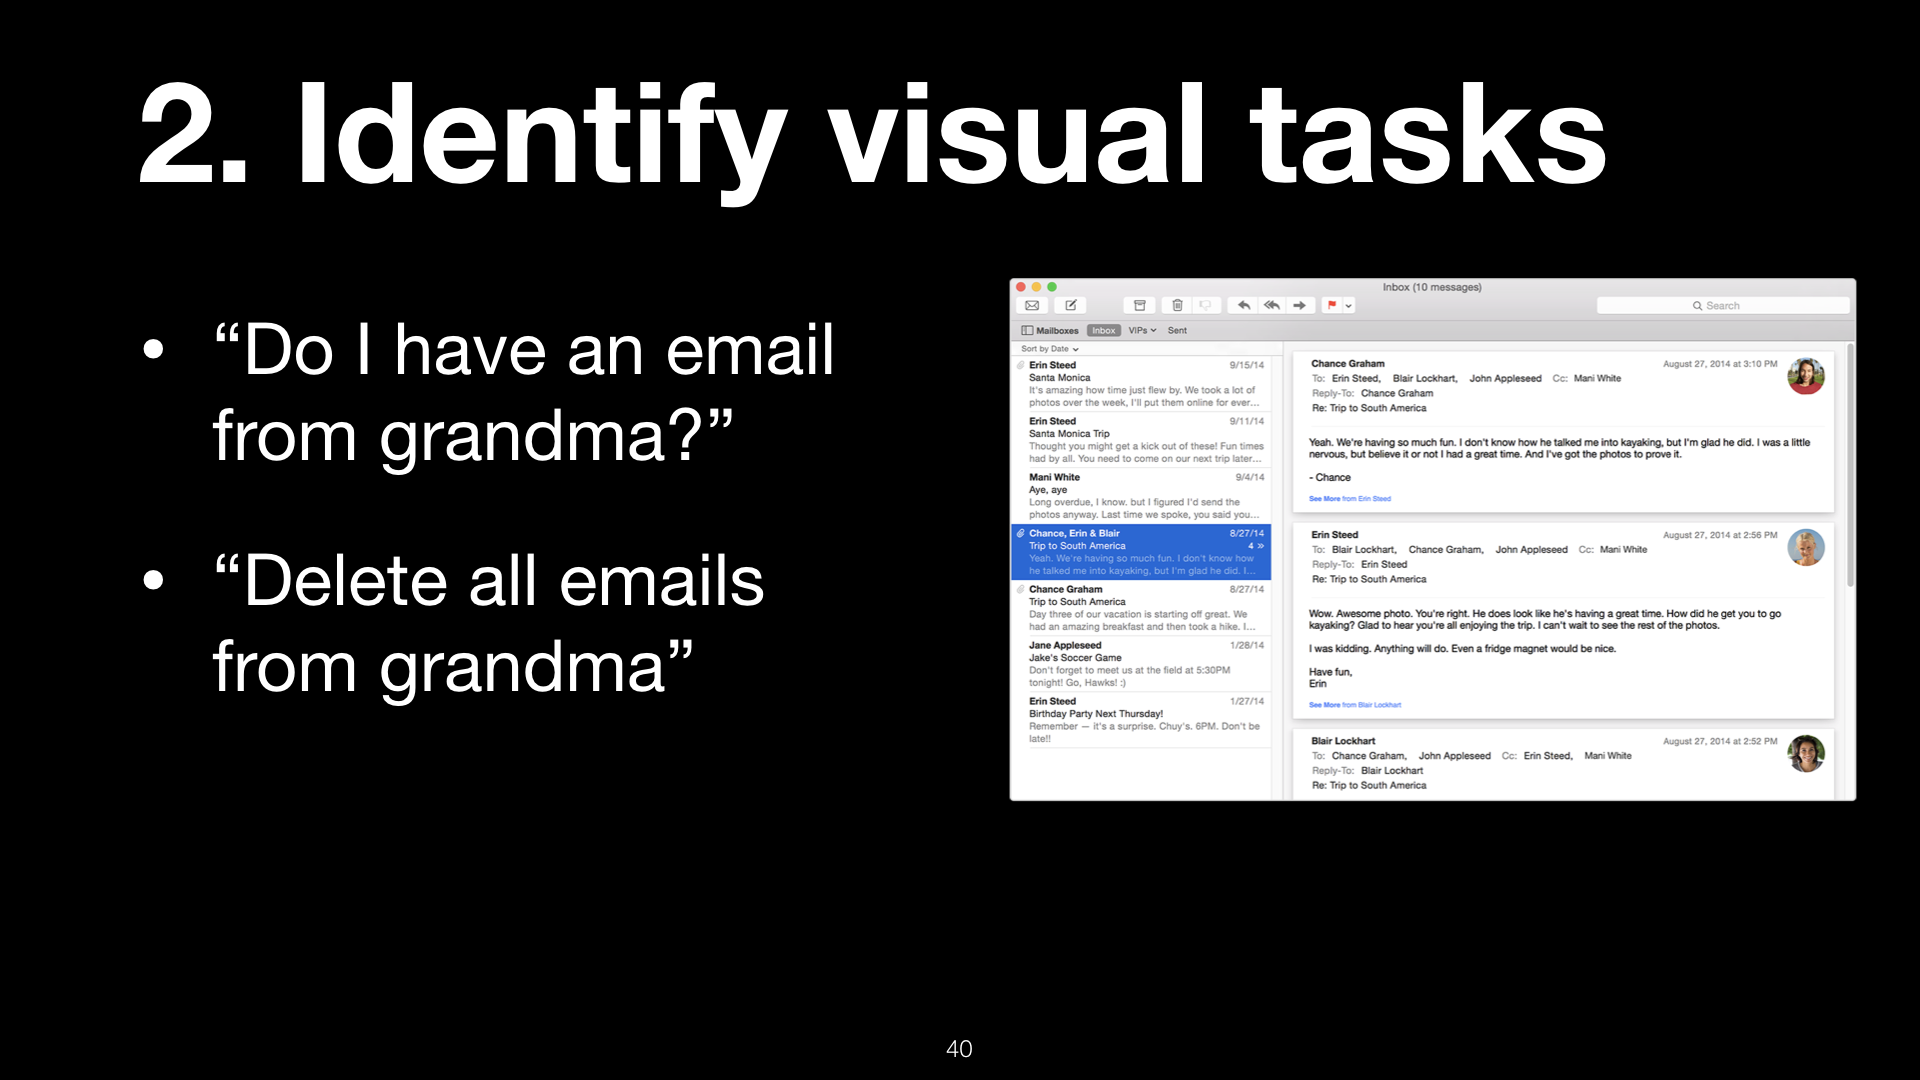 2. Identify visual tasks
• “Do I have an email
from grandma?”
• “Delete all emails
from grandma”
Inbox (10 messages)
Search
Mailboxes Inbox VIPs Sent
Sort by Date
Erin Steed 9/15/14
Santa Monica
It's amazing how time just flew by. We took a lot of
photos over the week, I'll put them online for ever...
Erin Steed 9/11/14
Santa Monica Trip
Thought you might get a kick out of these! Fun times
had by all. You need to come on our next trip later...
Mani White 9/4/14
Aye, aye
Long overdue, I know. but I figured I'd send the
photos anyway. Last time we spoke, you said you...
Chance, Erin & Blair 8/27/14
Trip to South America 4 »
Yeah. We're having so much fun. I don't know how
he talked me into kayaking, but I'm glad he did. I...
Chance Graham 8/27/14
Trip to South America
Day three of our vacation is starting off great. We
had an amazing breakfast and then took a hike. I...
Jane Appleseed 1/28/14
Jake's Soccer Game
Don't forget to meet us at the field at 5:30PM
tonight! Go, Hawks! :)
Erin Steed 1/27/14
Birthday Party Next Thursday!
Remember — it's a surprise. Chuy's. 6PM. Don't be
late!!
Chance Graham August 27, 2014 at 3:10 PM
To: Erin Steed, Blair Lockhart, John Appleseed Cc: Mani White
Reply-To: Chance Graham
Re: Trip to South America
Yeah. We're having so much fun. I don't know how he talked me into kayaking, but I'm glad he did. I was a little
nervous, but believe it or not I had a great time. And I've got the photos to prove it.
- Chance
See More from Erin Steed
Erin Steed August 27, 2014 at 2:56 PM
To: Blair Lockhart, Chance Graham, John Appleseed Cc: Mani White
Reply-To: Erin Steed
Re: Trip to South America
Wow. Awesome photo. You're right. He does look like he's having a great time. How did he get you to go
kayaking? Glad to hear you're all enjoying the trip. I can't wait to see the rest of the photos.
I was kidding. Anything will do. Even a fridge magnet would be nice.
Have fun,
Erin
See More from Blair Lockhart
Blair Lockhart August 27, 2014 at 2:52 PM
To: Chance Graham, John Appleseed Cc: Erin Steed, Mani White
Reply-To: Blair Lockhart
Re: Trip to South America
40